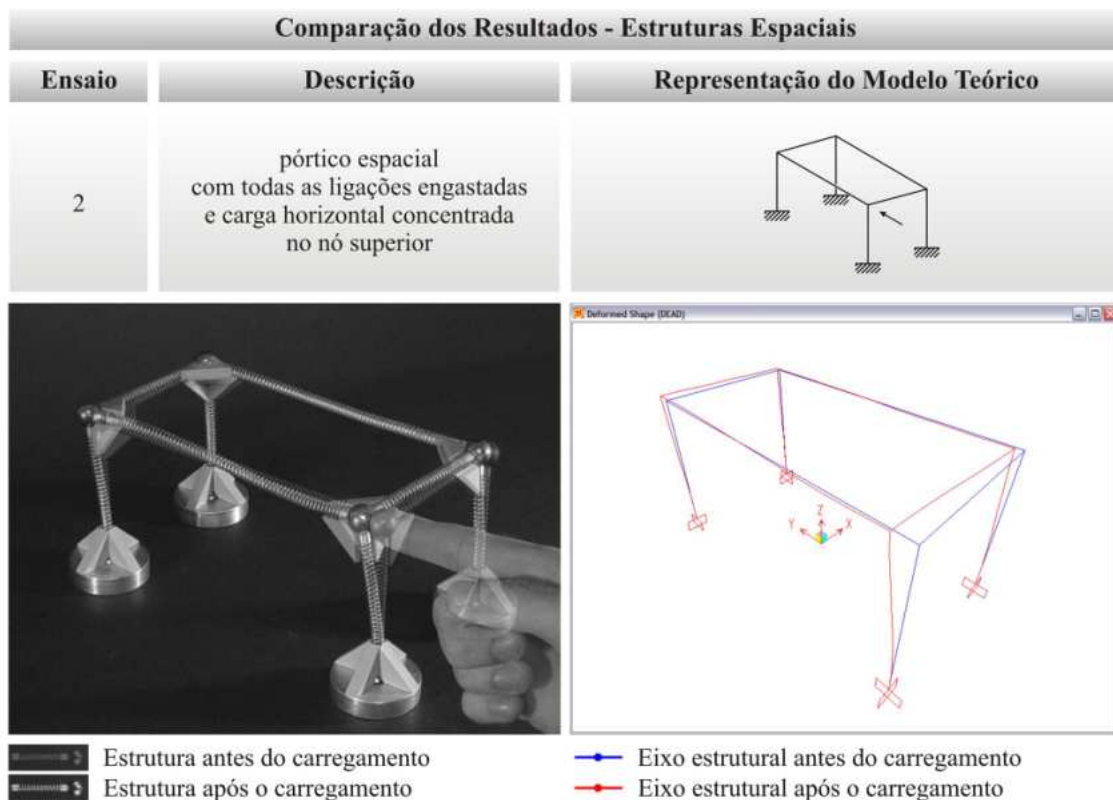 Comparação dos Resultados - Estruturas Espaciais
Ensaio
Descrição
Representação do Modelo Teórico
2
pórtico espacial
com todas as ligações engastadas
e carga horizontal concentrada
no nó superior
Deformed Shape (DEAD)
Z
Y
X
Estrutura antes do carregamento
Estrutura após o carregamento
Eixo estrutural antes do carregamento
Eixo estrutural após o carregamento